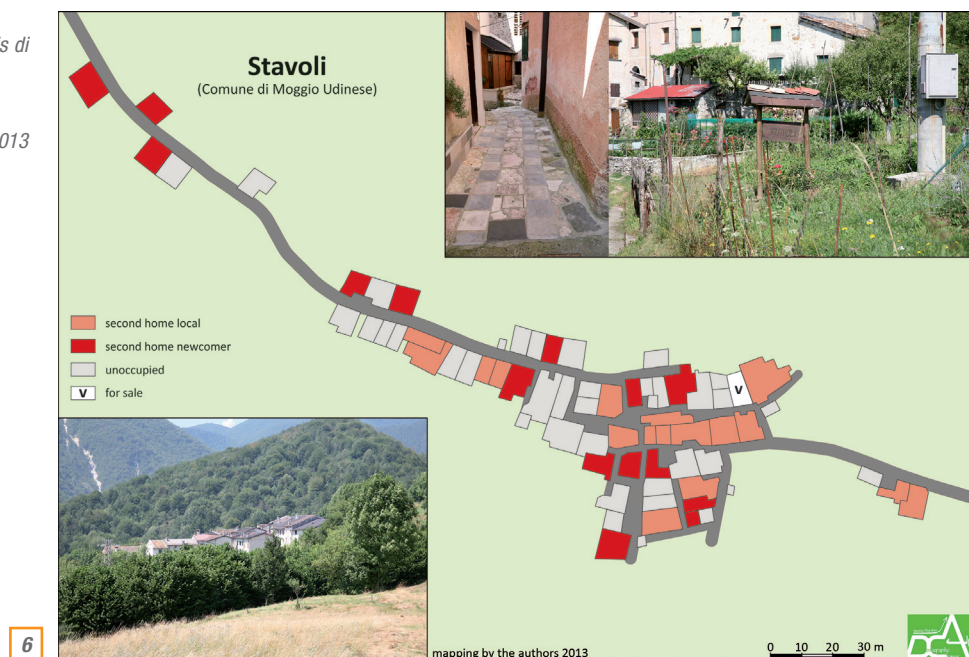 s di
013
Stavoli
(Comune di Moggio Udinese)
second home local
second home newcomer
unoccupied
V for sale
V
mapping by the authors 2013
0 10 20 30 m
6